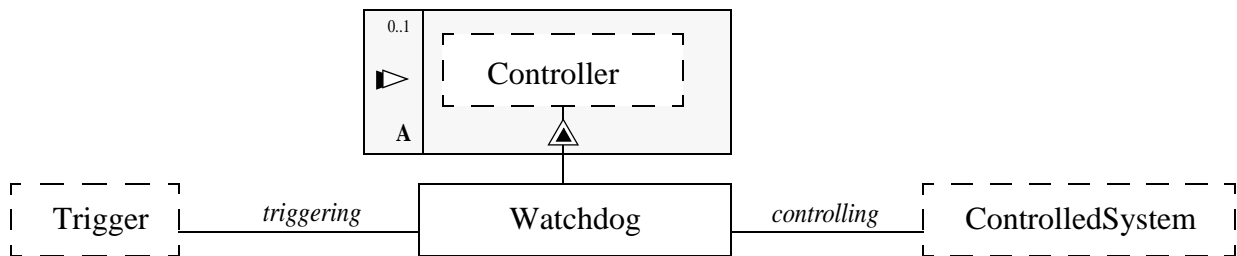 0..1
Controller
A
triggering
controlling
Trigger
Watchdog
ControlledSystem